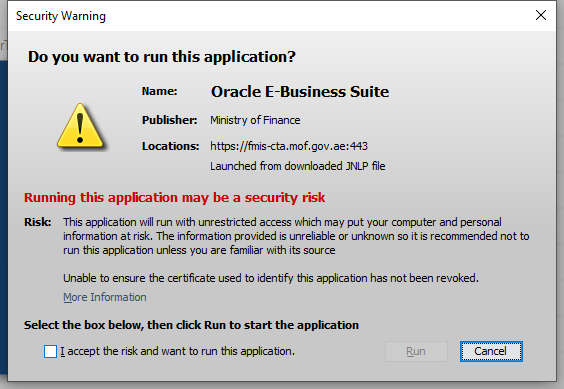 Security Warning
Do you want to run this application?
Name: Oracle E-Business Suite
Publisher: Ministry of Finance
Locations: https://fmis-cta.mof.gov.ae:443
Launched from downloaded JNLP file
Running this application may be a security risk
Risk: This application will run with unrestricted access which may put your computer and personal
information at risk. The information provided is unreliable or unknown so it is recommended not to
run this application unless you are familiar with its source
Unable to ensure the certificate used to identify this application has not been revoked.
More Information
Select the box below, then click Run to start the application
I accept the risk and want to run this application.
Run
Cancel